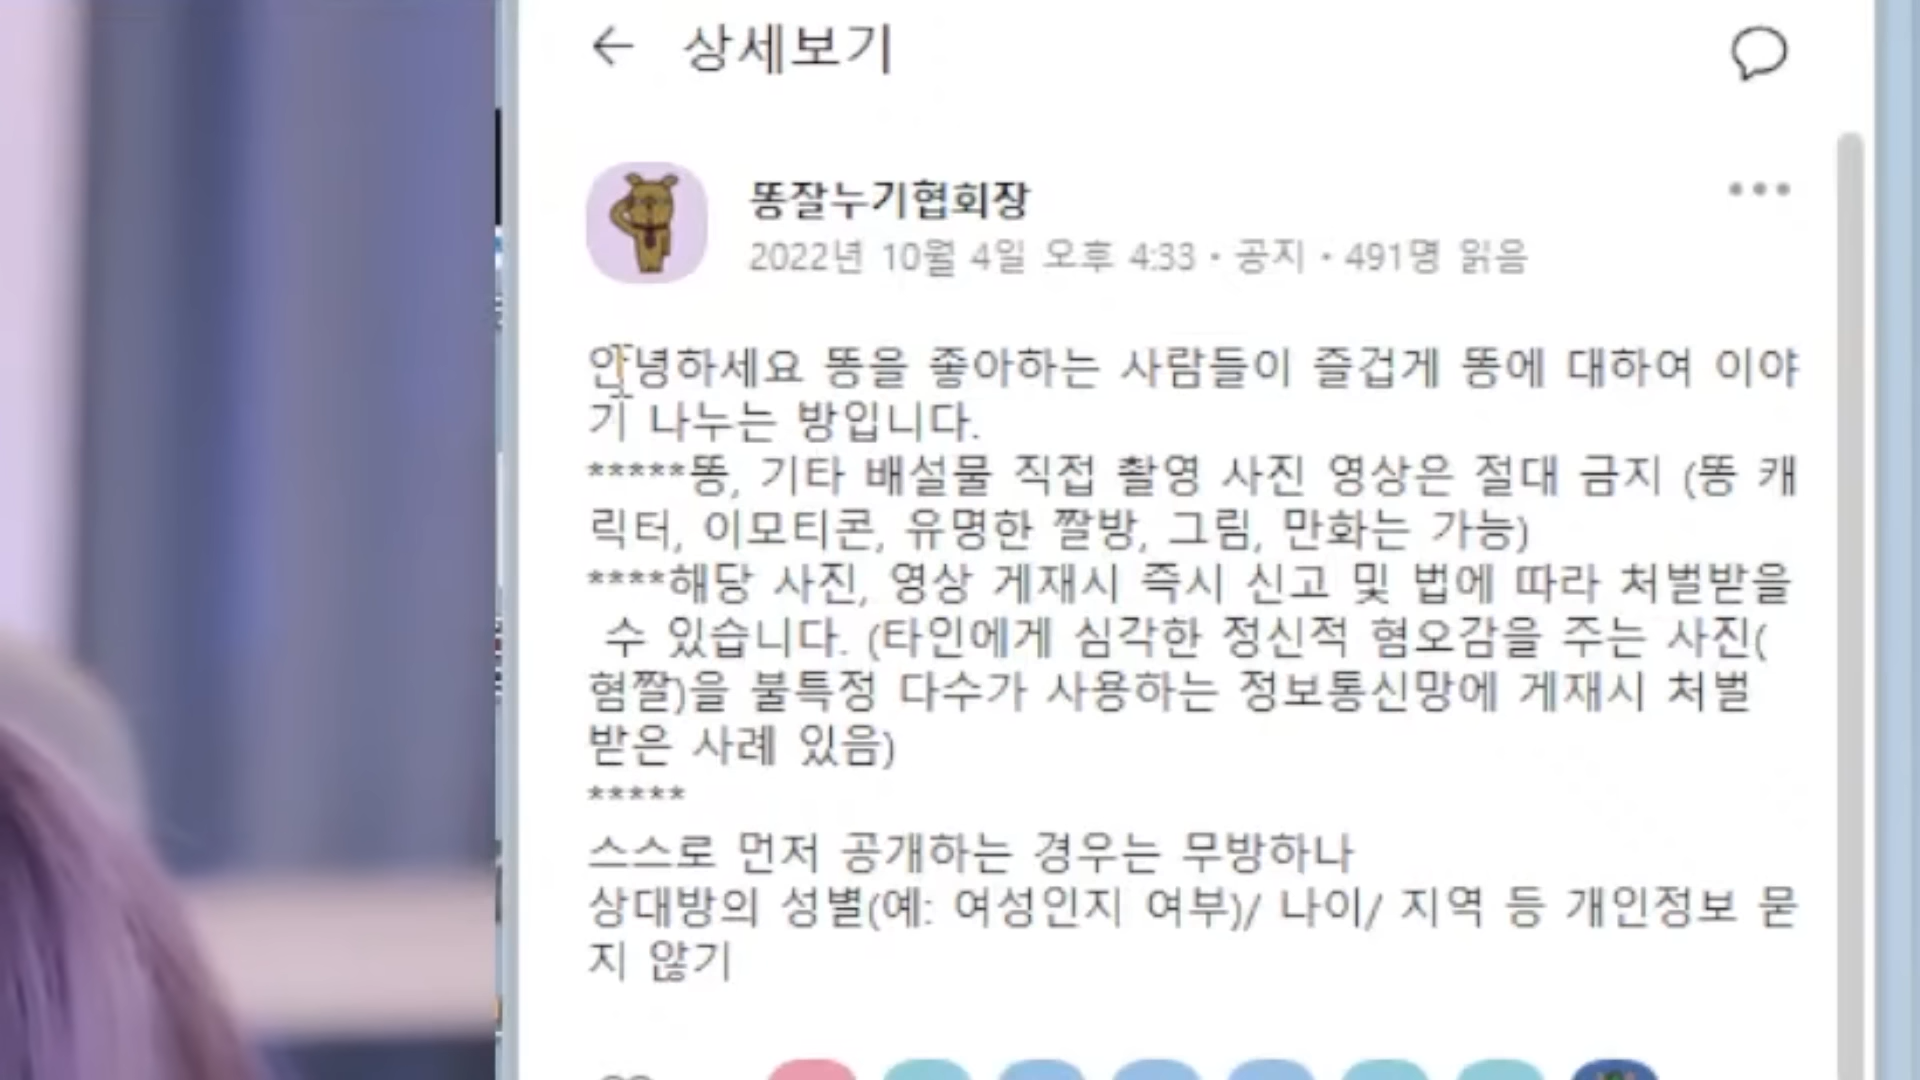 상세보기
똥잘누기협회장
2022년 10월 4일 오후 4:33 · 공지 · 491명 읽음
안녕하세요 똥을 좋아하는 사람들이 즐겁게 똥에 대하여 이야
기 나누는 방입니다.
*****똥, 기타 배설물 직접 촬영 사진 영상은 절대 금지 (똥 캐
릭터, 이모티콘, 유명한 짤방, 그림, 만화는 가능)
****해당 사진, 영상 게재시 즉시 신고 및 법에 따라 처벌받을
수 있습니다. (타인에게 심각한 정신적 혐오감을 주는 사진(
혐짤)을 불특정 다수가 사용하는 정보통신망에 게재시 처벌
받은 사례 있음)
*****
스스로 먼저 공개하는 경우는 무방하나
상대방의 성별(예: 여성인지 여부)/ 나이/ 지역 등 개인정보 묻
지 않기